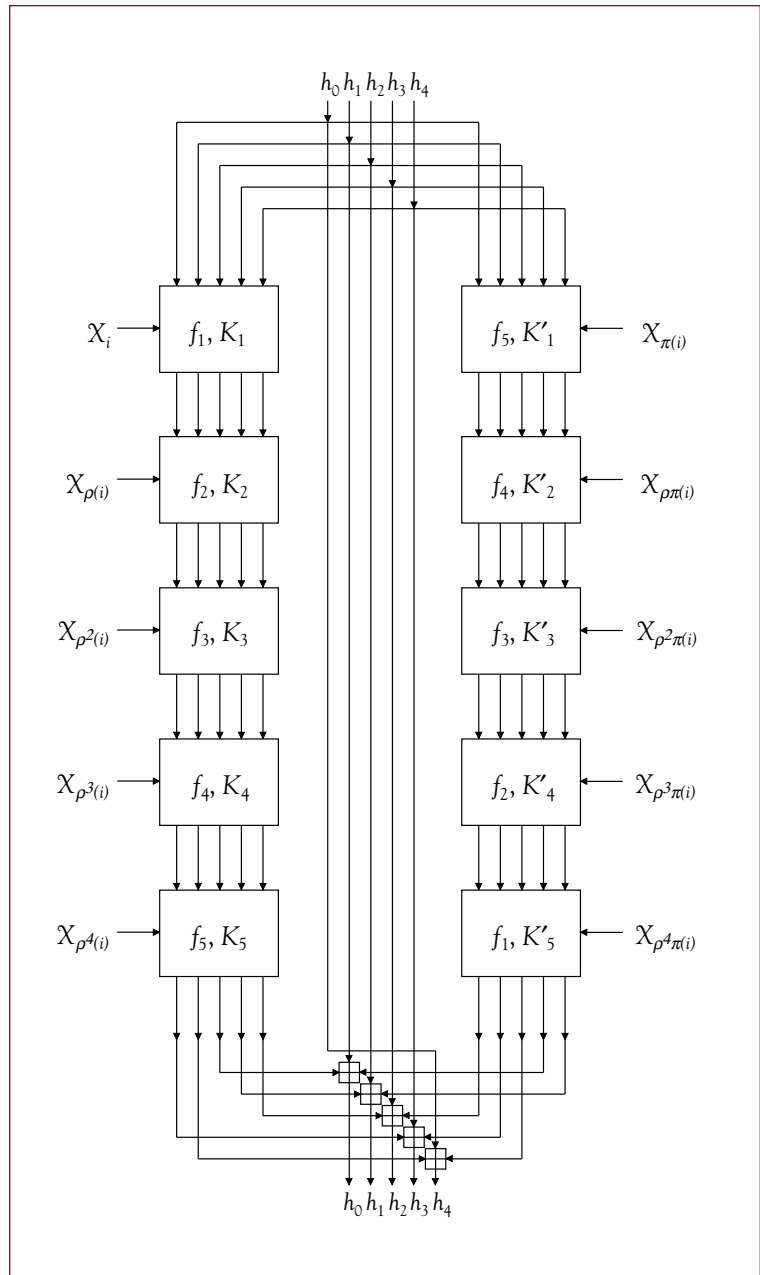 h₀ h₁ h₂ h₃ h₄
Xᵢ f₁, K₁ f₅, K′₁ X_π(i)
X_ρ(i) f₂, K₂ f₄, K′₂ X_ρπ(i)
X_ρ²(i) f₃, K₃ f₃, K′₃ X_ρ²π(i)
X_ρ³(i) f₄, K₄ f₂, K′₄ X_ρ³π(i)
X_ρ⁴(i) f₅, K₅ f₁, K′₅ X_ρ⁴π(i)
h₀ h₁ h₂ h₃ h₄